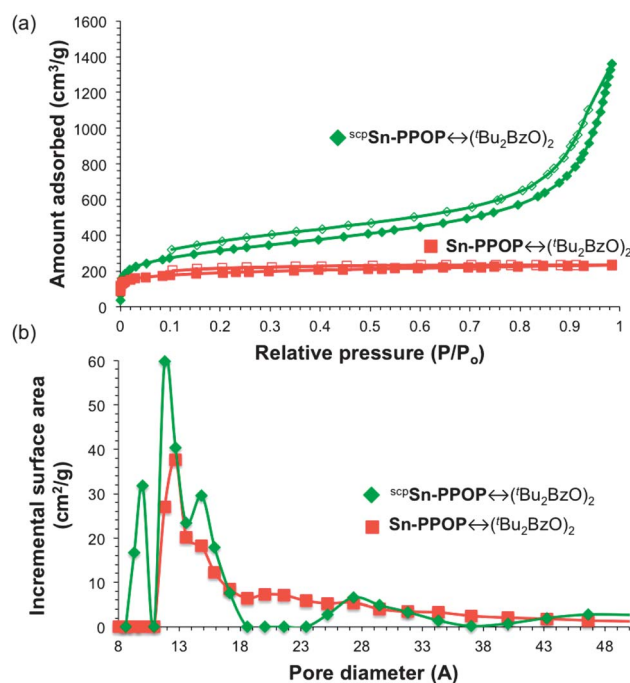 (a)
1600
1400
1200
1000
800
600
400
200
0
Amount adsorbed (cm³/g)
ˢᶜᵖSn-PPOP↔(ᵗBu₂BzO)₂
Sn-PPOP↔(ᵗBu₂BzO)₂
0 0.1 0.2 0.3 0.4 0.5 0.6 0.7 0.8 0.9 1
Relative pressure (P/Pₒ)
(b)
60
50
40
30
20
10
0
Incremental surface area
(cm²/g)
ˢᶜᵖSn-PPOP↔(ᵗBu₂BzO)₂
Sn-PPOP↔(ᵗBu₂BzO)₂
8 13 18 23 28 33 38 43 48
Pore diameter (A)